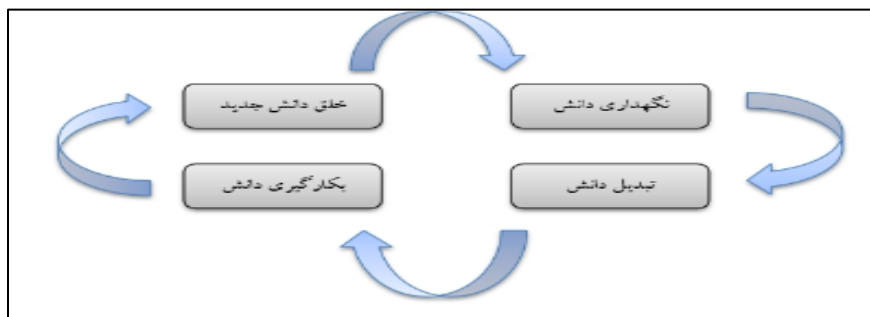 خلق دانش جدید
نگهداری دانش
تبدیل دانش
بکارگیری دانش